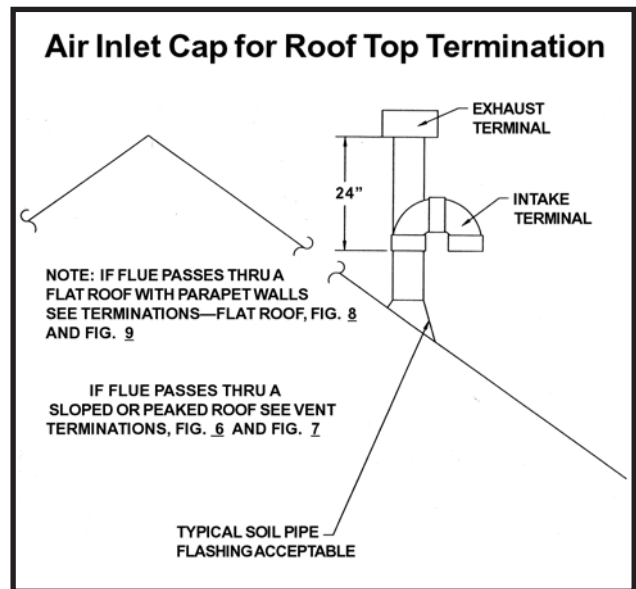 Air Inlet Cap for Roof Top Termination
EXHAUST
TERMINAL
24”
INTAKE
TERMINAL
NOTE: IF FLUE PASSES THRU A
FLAT ROOF WITH PARAPET WALLS
SEE TERMINATIONS—FLAT ROOF, FIG. 8
AND FIG. 9
IF FLUE PASSES THRU A
SLOPED OR PEAKED ROOF SEE VENT
TERMINATIONS, FIG. 6 AND FIG. 7
TYPICAL SOIL PIPE
FLASHING ACCEPTABLE